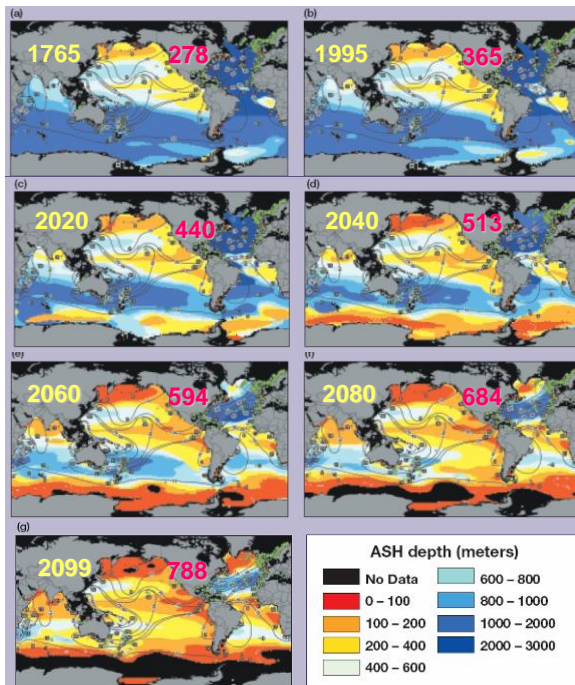 (a)
(b)
1765
278
1995
365
(c)
(d)
2020
440
2040
513
(e)
(f)
2060
594
2080
684
(g)
2099
788
ASH depth (meters)
No Data
600 – 800
0 – 100
800 – 1000
100 – 200
1000 – 2000
200 – 400
2000 – 3000
400 – 600